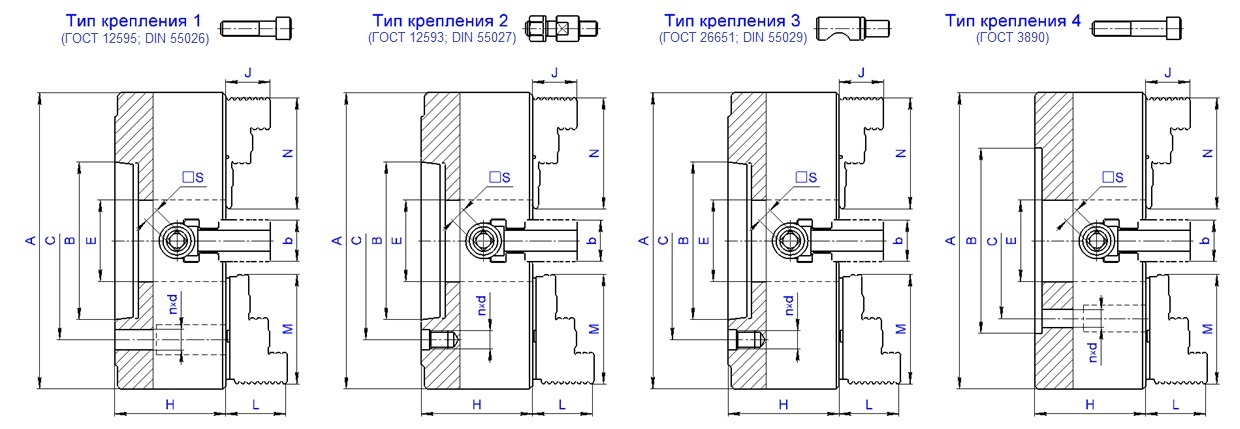 Тип крепления 1
(ГОСТ 12595; DIN 55026)
Тип крепления 2
(ГОСТ 12593; DIN 55027)
Тип крепления 3
(ГОСТ 26651; DIN 55029)
Тип крепления 4
(ГОСТ 3890)
J
N
S
A
C
B
E
b
n×d
M
H
L
J
N
S
A
C
B
E
b
n×d
M
H
L
J
N
S
A
C
B
E
b
n×d
M
H
L
J
N
S
A
B
C
E
b
n×d
M
H
L